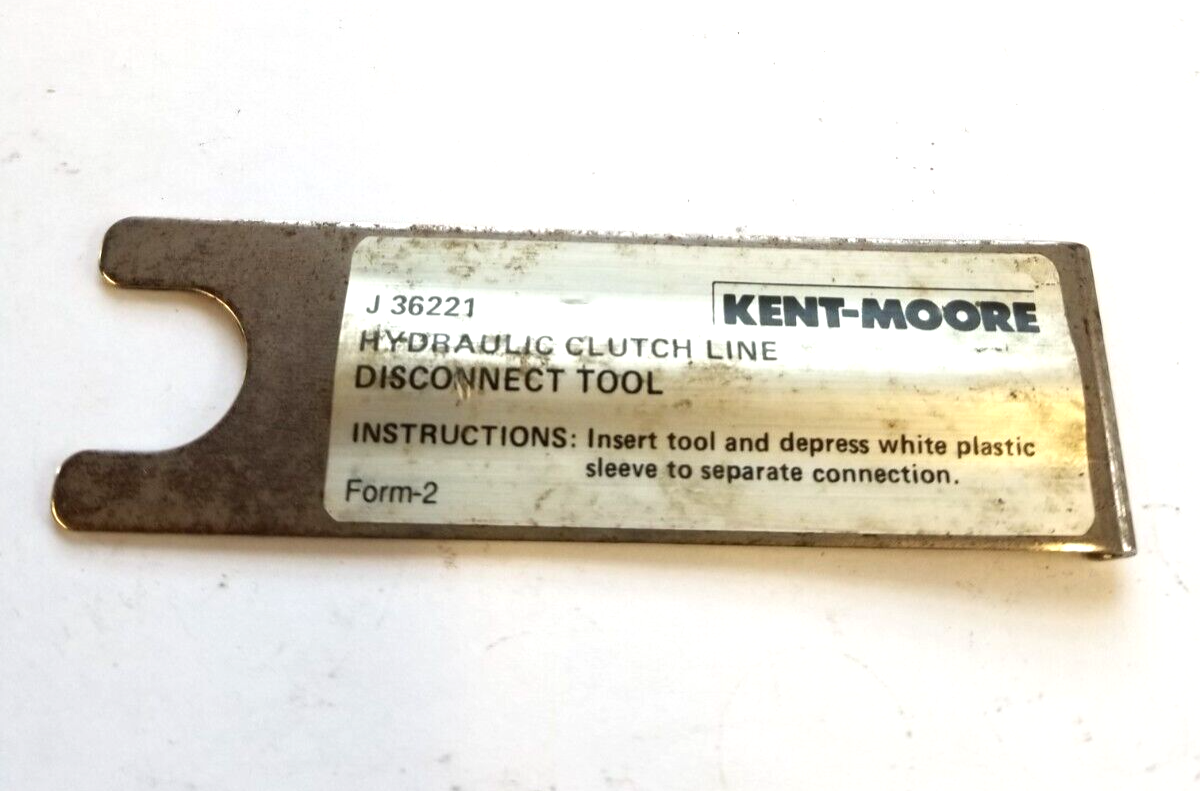 J 36221
KENT-MOORE
HYDRAULIC CLUTCH LINE
DISCONNECT TOOL
INSTRUCTIONS: Insert tool and depress white plastic
sleeve to separate connection.
Form-2